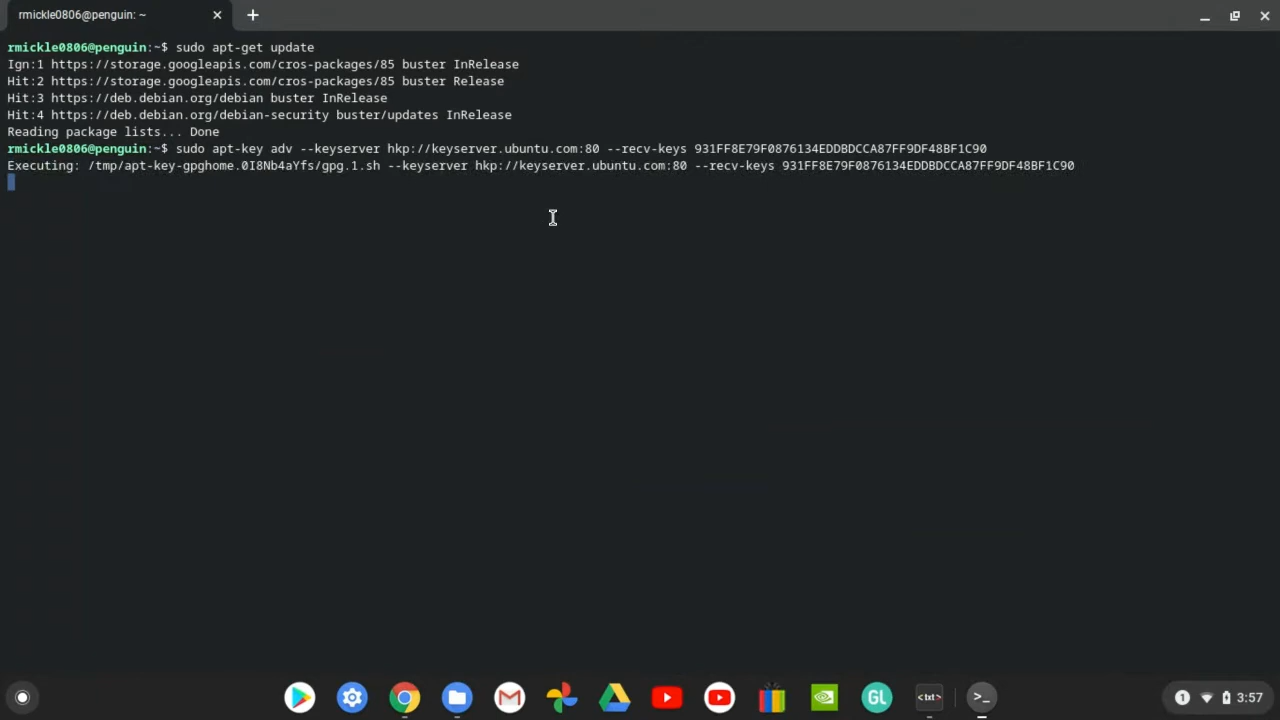 rmickle0806@penguin: ~
rmickle0806@penguin:~$ sudo apt-get update
Ign:1 https://storage.googleapis.com/cros-packages/85 buster InRelease
Hit:2 https://storage.googleapis.com/cros-packages/85 buster Release
Hit:3 https://deb.debian.org/debian buster InRelease
Hit:4 https://deb.debian.org/debian-security buster/updates InRelease
Reading package lists... Done
rmickle0806@penguin:~$ sudo apt-key adv --keyserver hkp://keyserver.ubuntu.com:80 --recv-keys 931FF8E79F0876134EDDBDCCA87FF9DF48BF1C90
Executing: /tmp/apt-key-gpghome.0I8Nb4aYfs/gpg.1.sh --keyserver hkp://keyserver.ubuntu.com:80 --recv-keys 931FF8E79F0876134EDDBDCCA87FF9DF48BF1C90
GL
<txt>
>_
1
3:57